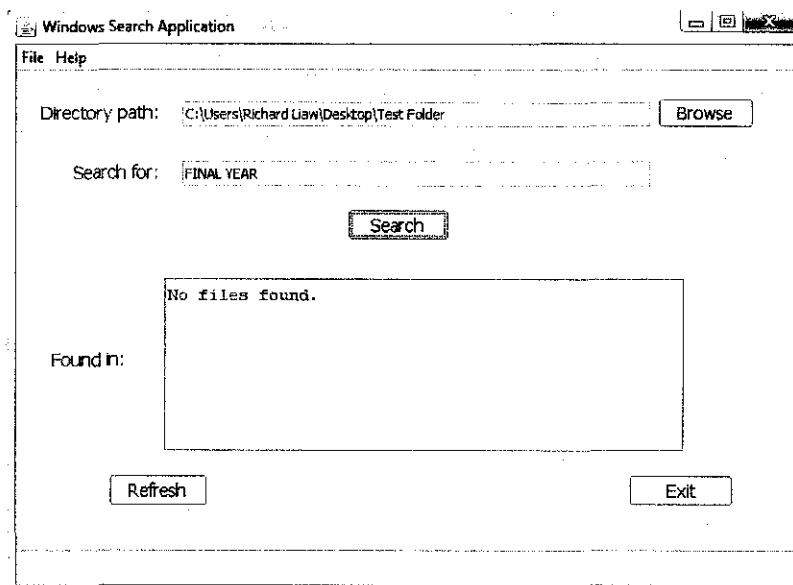 Windows Search Application
File Help
Directory path: C:\Users\Richard Liaw\Desktop\Test Folder Browse
Search for: FINAL YEAR
Search
No files found.
Found in:
Refresh Exit